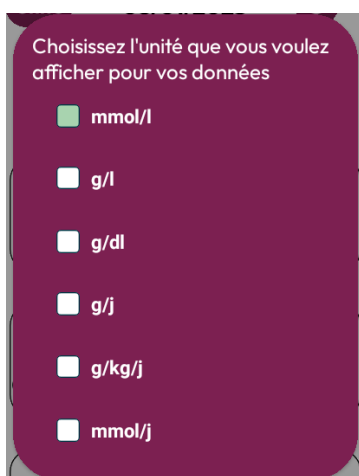 Choisissez l'unité que vous voulez
afficher pour vos données
mmol/l
g/l
g/dl
g/j
g/kg/j
mmol/j